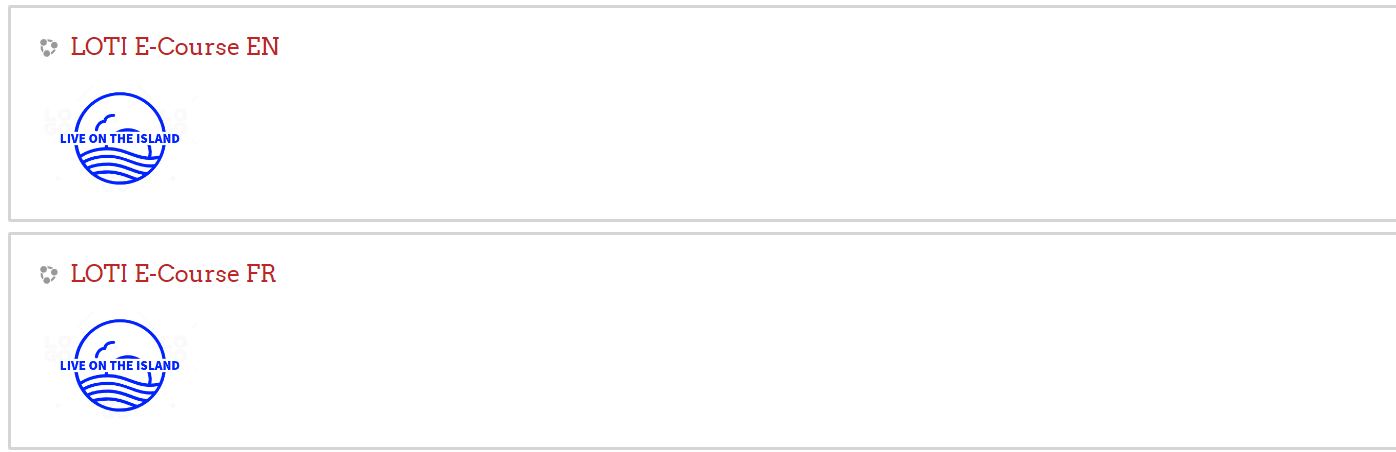 LOTI E-Course EN
LIVE ON THE ISLAND
LOTI E-Course FR
LIVE ON THE ISLAND